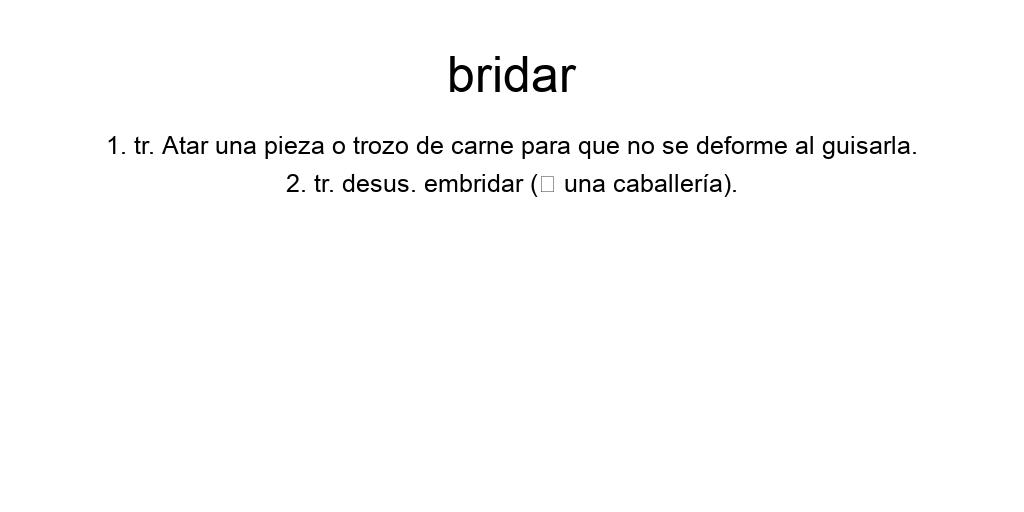 bridar
1. tr. Atar una pieza o trozo de carne para que no se deforme al guisarla.
2. tr. desus. embridar (□ una caballería).